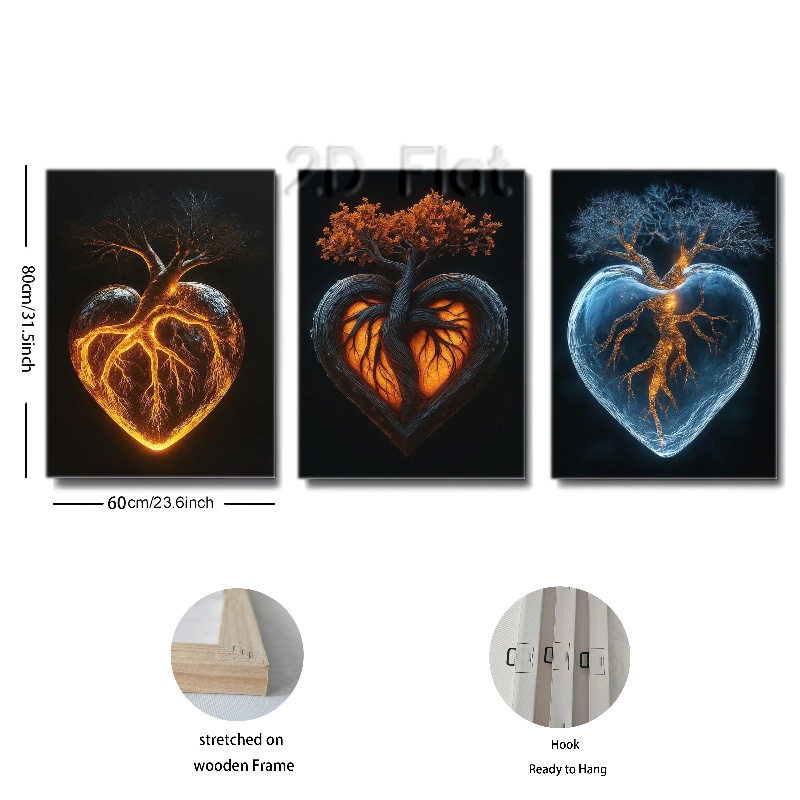 2D Flat
80cm/31.5inch
60cm/23.6inch
stretched on
wooden Frame
Hook
Ready to Hang